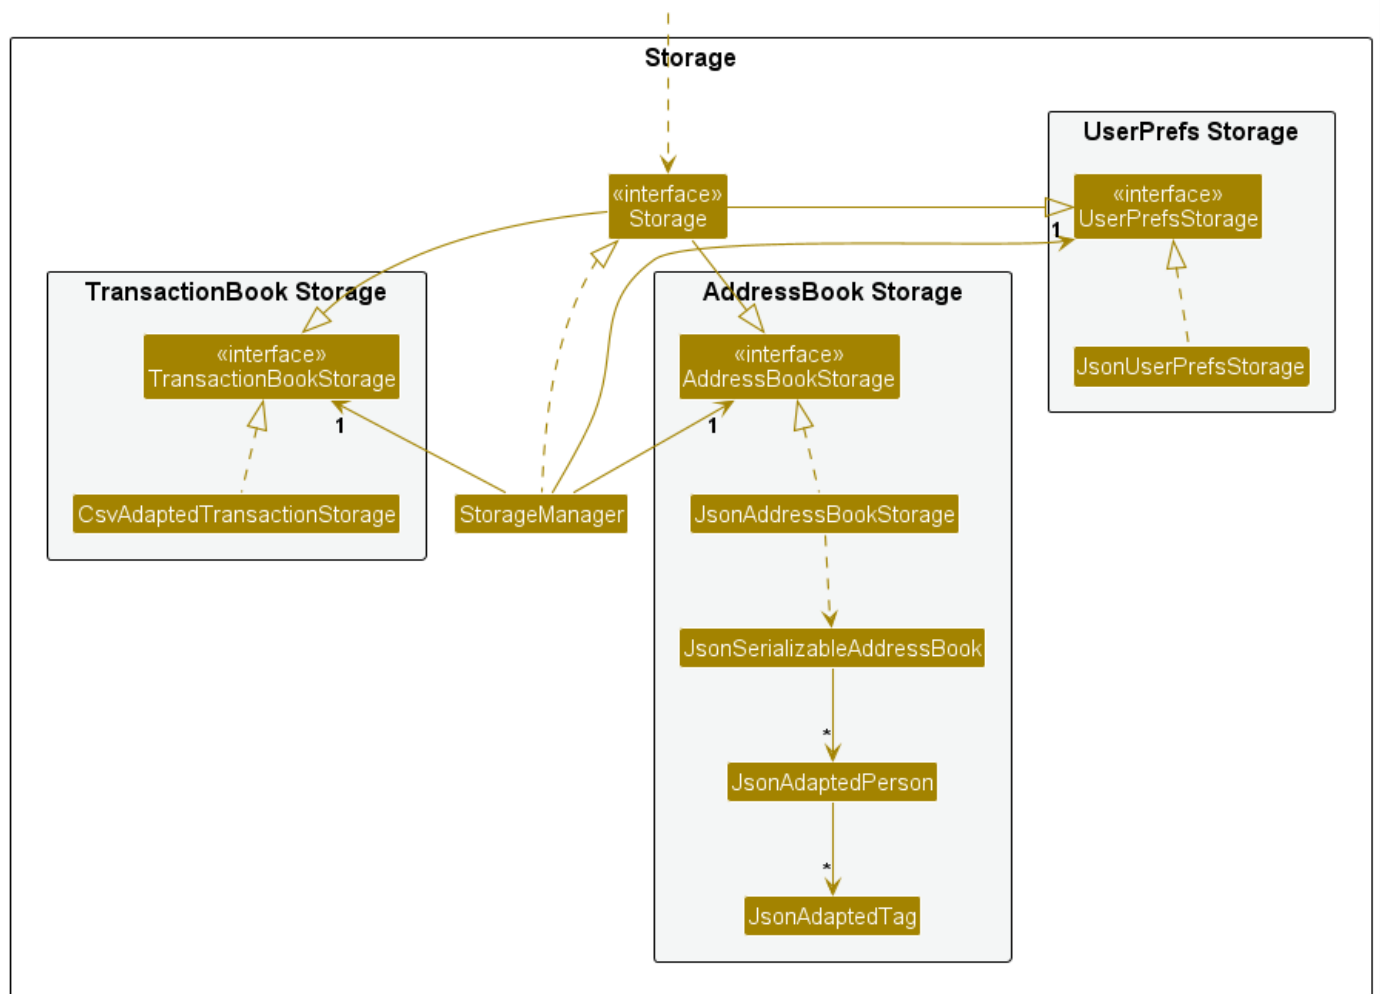 Storage
UserPrefs Storage
«interface»
Storage
«interface»
UserPrefsStorage
1
TransactionBook Storage
AddressBook Storage
«interface»
TransactionBookStorage
«interface»
AddressBookStorage
JsonUserPrefsStorage
1
1
CsvAdaptedTransactionStorage
StorageManager
JsonAddressBookStorage
JsonSerializableAddressBook
*
JsonAdaptedPerson
*
JsonAdaptedTag